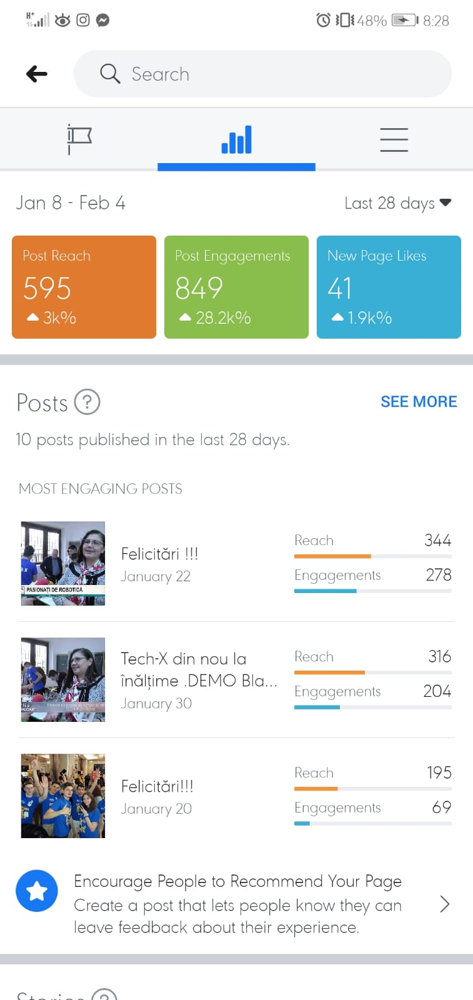 H+
48%
8:28
Search
Jan 8 - Feb 4
Last 28 days
Post Reach
595
3k%
Post Engagements
849
28.2k%
New Page Likes
41
1.9k%
Posts ?
SEE MORE
10 posts published in the last 28 days.
MOST ENGAGING POSTS
PASIONAȚI DE ROBOTICĂ
Felicitări !!!
January 22
Reach 344
Engagements 278
Tech-X din nou la
înălțime .DEMO Bla...
January 30
Reach 316
Engagements 204
Felicitări!!!
January 20
Reach 195
Engagements 69
Encourage People to Recommend Your Page
Create a post that lets people know they can
leave feedback about their experience.
Stories ?